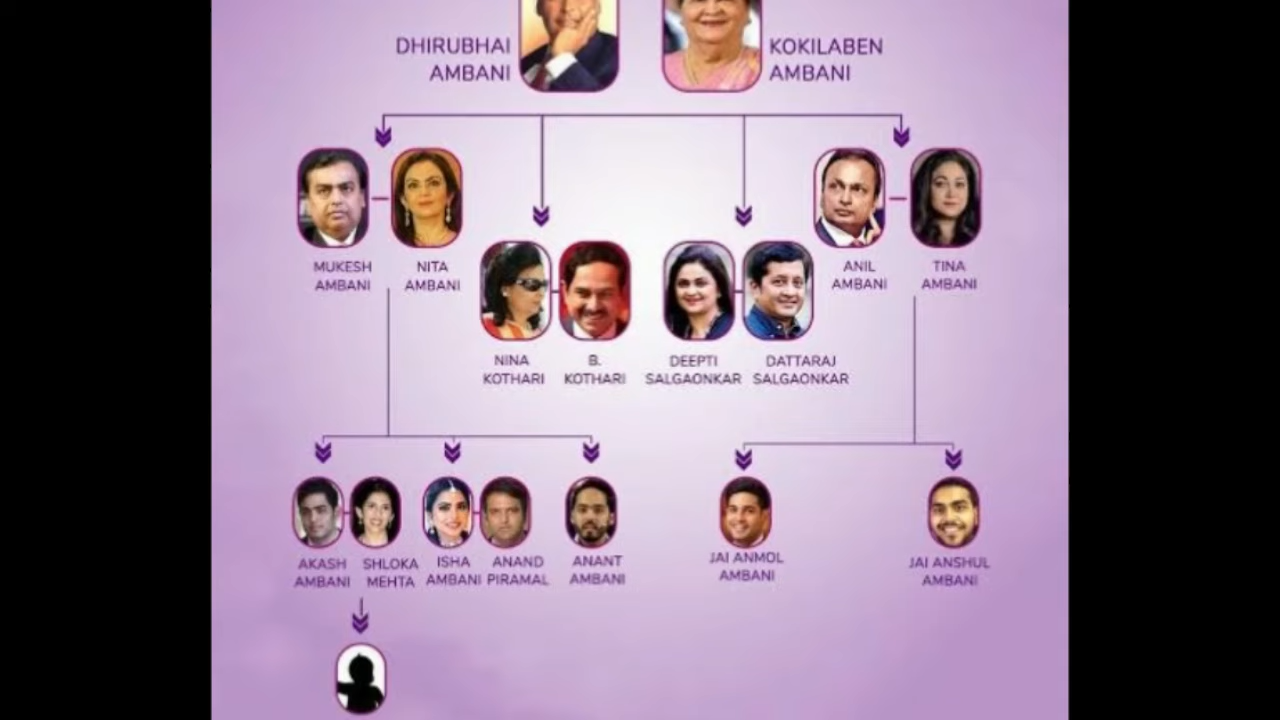 DHIRUBHAI
AMBANI
KOKILABEN
AMBANI
MUKESH
AMBANI
NITA
AMBANI
ANIL
AMBANI
TINA
AMBANI
NINA
KOTHARI
B.
KOTHARI
DEEPTI
SALGAONKAR
DATTARAJ
SALGAONKAR
AKASH
AMBANI
SHLOKA
MEHTA
ISHA
AMBANI
ANAND
PIRAMAL
ANANT
AMBANI
JAI ANMOL
AMBANI
JAI ANSHUL
AMBANI